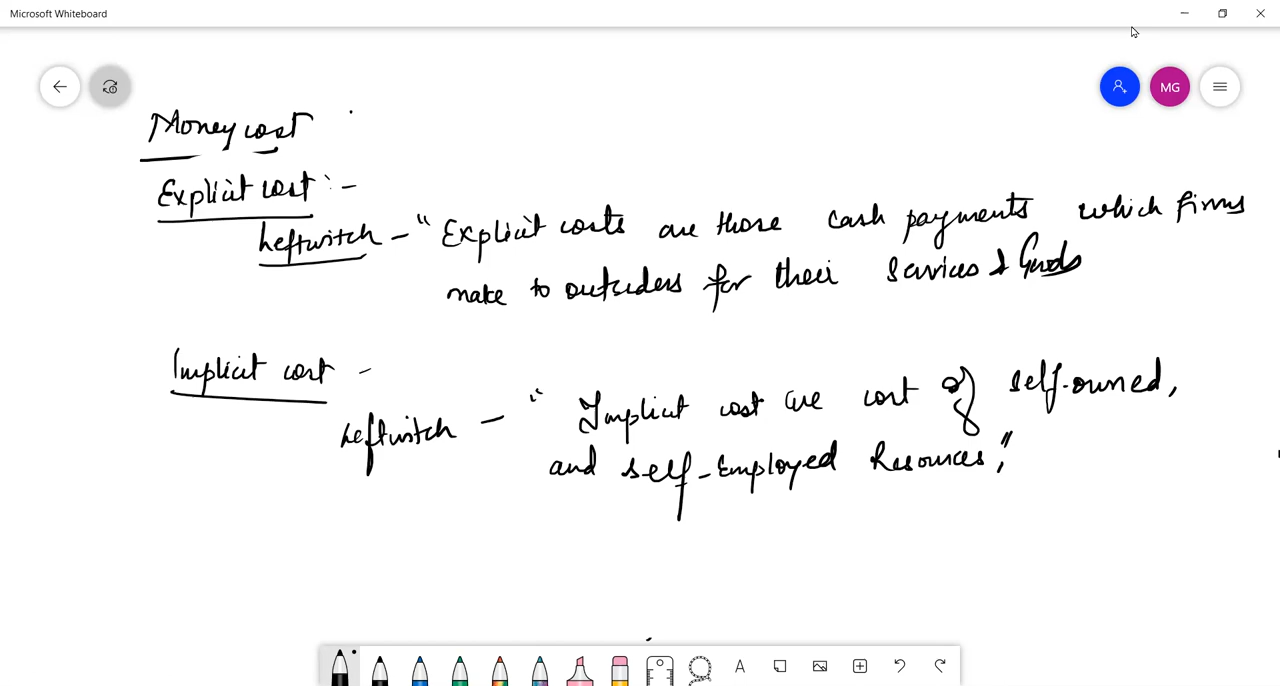 Microsoft Whiteboard
MG
Money cost
Explicit cost :-
Leftwitch - "Explicit costs are those cash payments which firms
make to outsiders for their Services & Goods
Implicit cost -
Leftwitch - "Implicit cost are cost of self-owned,
and self-Employed Resources,"
A